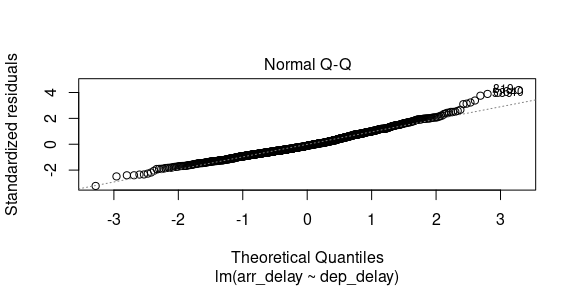 Normal Q-Q
Standardized residuals
4
2
0
-2
-3
-2
-1
0
1
2
3
Theoretical Quantiles
lm(arr_delay ~ dep_delay)